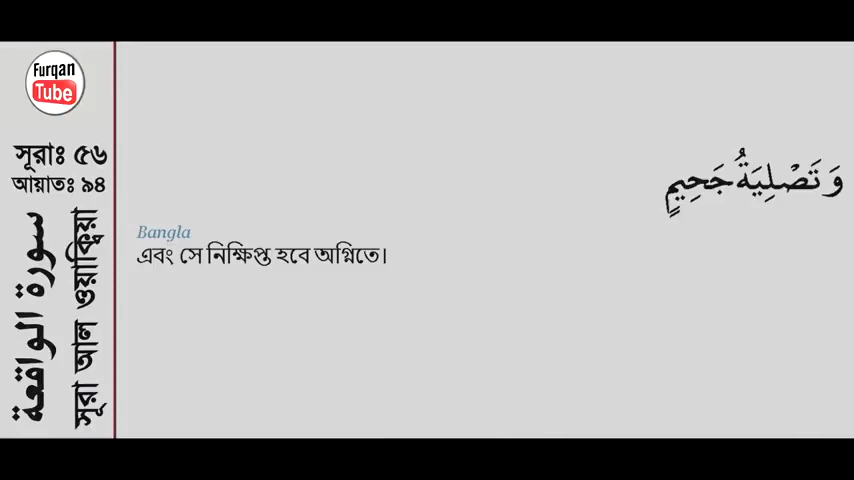 Furqan
Tube
সূরাঃ ৫৬
আয়াতঃ ৯৪
سورة الواقعة
সূরা আল ওয়াক্বিয়া
وَتَصْلِيَةُ جَحِيمٍ
Bangla
এবং সে নিক্ষিপ্ত হবে অগ্নিতে।